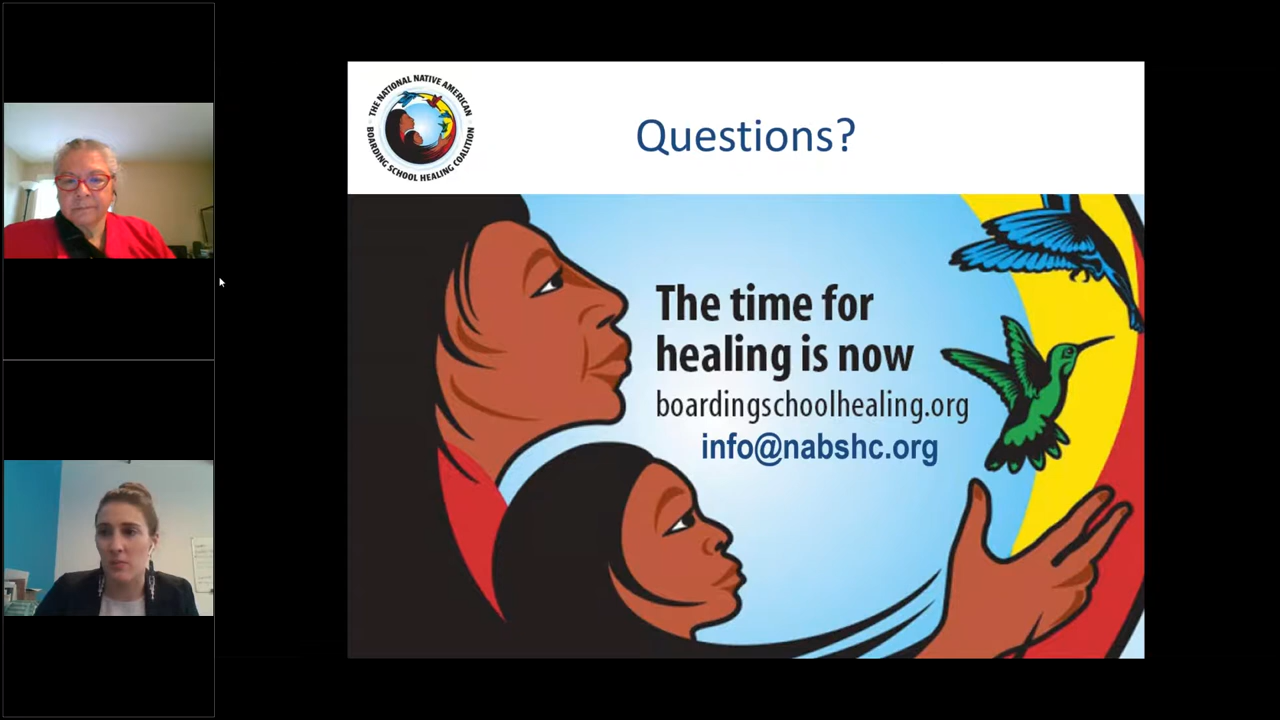 THE NATIONAL NATIVE AMERICAN
BOARDING SCHOOL HEALING COALITION
Questions?
The time for
healing is now
boardingschoolhealing.org
info@nabshc.org